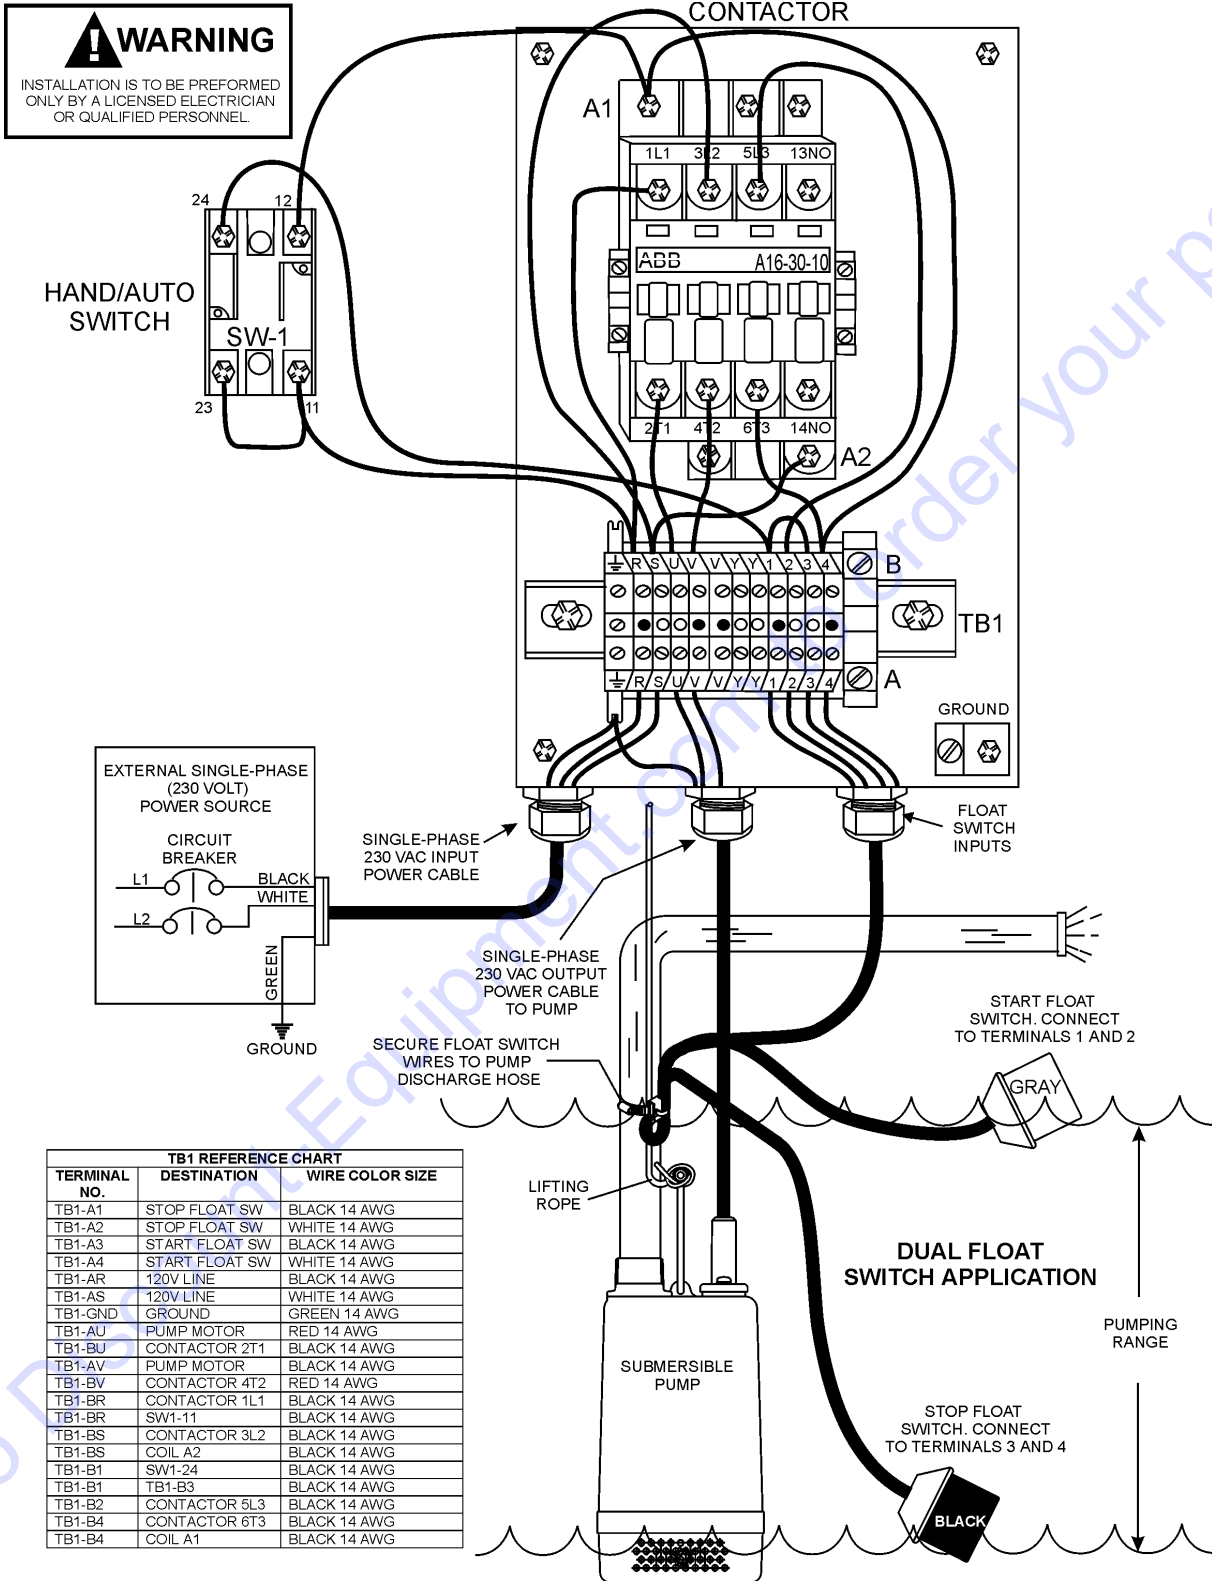 CONTACTOR
WARNING
INSTALLATION IS TO BE PREFORMED
ONLY BY A LICENSED ELECTRICIAN
OR QUALIFIED PERSONNEL.
A1
1L1 3L2 5L3 13NO
24 12
HAND/AUTO
SWITCH
SW-1
23 11
ABB A16-30-10
2T1 4T2 6T3 14NO
A2
R S U V V Y Y 1 2 3 4
B
TB1
R S U V V Y Y 1 2 3 4
A
GROUND
EXTERNAL SINGLE-PHASE
(230 VOLT)
POWER SOURCE
CIRCUIT
BREAKER
L1 BLACK
WHITE
L2
GREEN
GROUND
SINGLE-PHASE
230 VAC INPUT
POWER CABLE
FLOAT
SWITCH
INPUTS
SINGLE-PHASE
230 VAC OUTPUT
POWER CABLE
TO PUMP
START FLOAT
SWITCH. CONNECT
TO TERMINALS 1 AND 2
SECURE FLOAT SWITCH
WIRES TO PUMP
DISCHARGE HOSE
GRAY
LIFTING
ROPE
DUAL FLOAT
SWITCH APPLICATION
PUMPING
RANGE
SUBMERSIBLE
PUMP
STOP FLOAT
SWITCH. CONNECT
TO TERMINALS 3 AND 4
BLACK
TB1 REFERENCE CHART
TERMINAL NO. DESTINATION WIRE COLOR SIZE
TB1-A1 STOP FLOAT SW BLACK 14 AWG
TB1-A2 STOP FLOAT SW WHITE 14 AWG
TB1-A3 START FLOAT SW BLACK 14 AWG
TB1-A4 START FLOAT SW WHITE 14 AWG
TB1-AR 120V LINE BLACK 14 AWG
TB1-AS 120V LINE WHITE 14 AWG
TB1-GND GROUND GREEN 14 AWG
TB1-AU PUMP MOTOR RED 14 AWG
TB1-BU CONTACTOR 2T1 BLACK 14 AWG
TB1-AV PUMP MOTOR BLACK 14 AWG
TB1-BV CONTACTOR 4T2 RED 14 AWG
TB1-BR CONTACTOR 1L1 BLACK 14 AWG
TB1-BR SW1-11 BLACK 14 AWG
TB1-BS CONTACTOR 3L2 BLACK 14 AWG
TB1-BS COIL A2 BLACK 14 AWG
TB1-B1 SW1-24 BLACK 14 AWG
TB1-B1 TB1-B3 BLACK 14 AWG
TB1-B2 CONTACTOR 5L3 BLACK 14 AWG
TB1-B4 CONTACTOR 6T3 BLACK 14 AWG
TB1-B4 COIL A1 BLACK 14 AWG